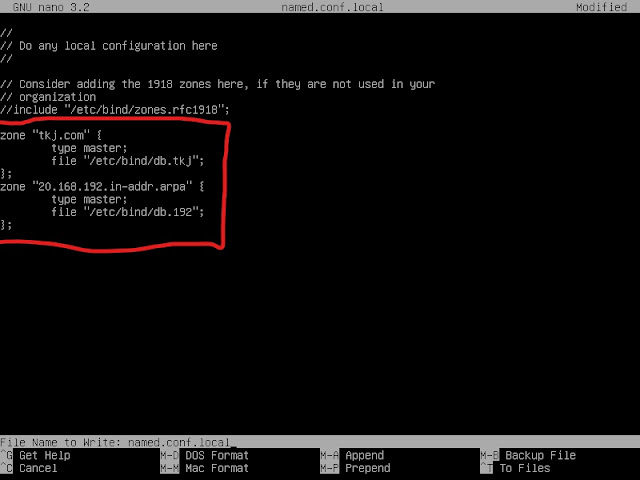 GNU nano 3.2 named.conf.local Modified
//
// Do any local configuration here
//
// Consider adding the 1918 zones here, if they are not used in your
// organization
//include "/etc/bind/zones.rfc1918";
zone "tkj.com" {
type master;
file "/etc/bind/db.tkj";
};
zone "20.168.192.in-addr.arpa" {
type master;
file "/etc/bind/db.192";
};
File Name to Write: named.conf.local
^G Get Help M-D DOS Format M-A Append M-B Backup File
^C Cancel M-M Mac Format M-P Prepend ^T To Files